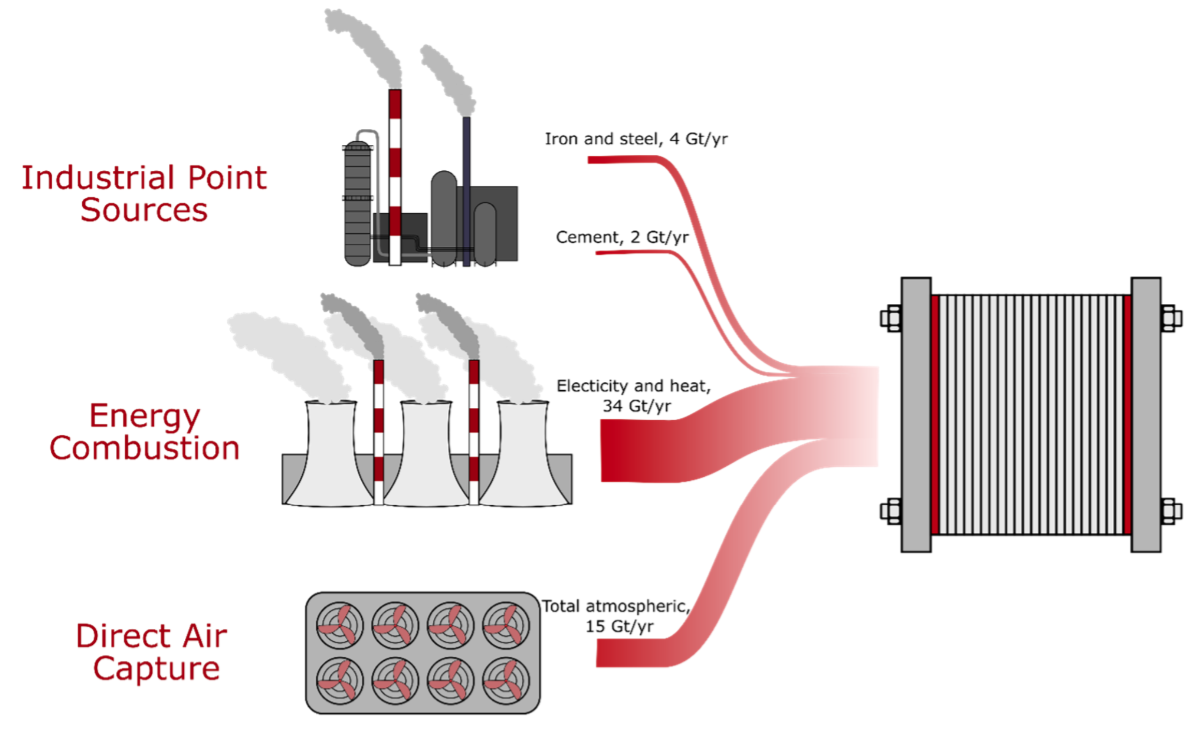 Industrial Point
Sources
Iron and steel, 4 Gt/yr
Cement, 2 Gt/yr
Energy
Combustion
Electicity and heat,
34 Gt/yr
Direct Air
Capture
Total atmospheric,
15 Gt/yr